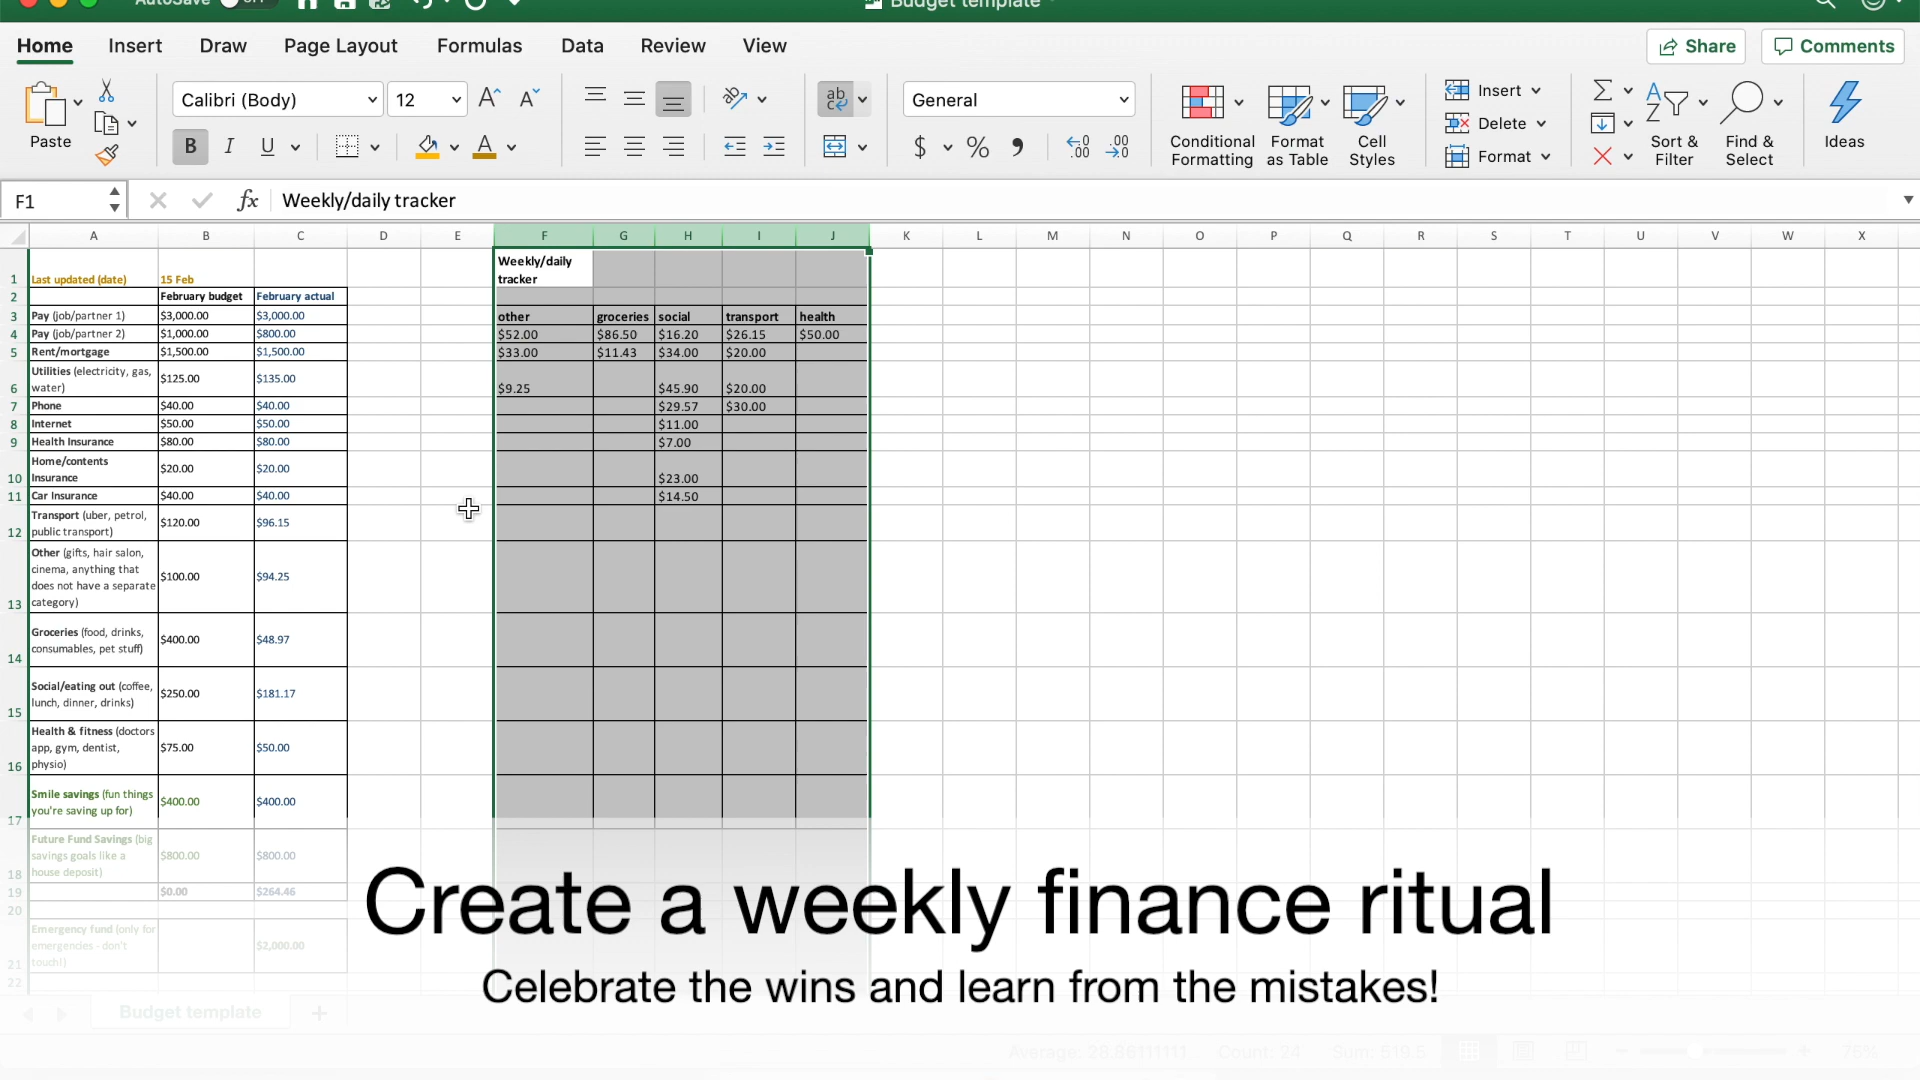 AutoSave OFF Budget template
Home Insert Draw Page Layout Formulas Data Review View Share Comments
Paste Calibri (Body) 12 General Conditional Formatting Format as Table Cell Styles Insert Delete Format Sort & Filter Find & Select Ideas
F1 fx Weekly/daily tracker
A B C D E F G H I J K L M N O P Q R S T U V W X
1 Last updated (date) 15 Feb Weekly/daily tracker
2 February budget February actual
3 Pay (job/partner 1) $3,000.00 $3,000.00 other groceries social transport health
4 Pay (job/partner 2) $1,000.00 $800.00 $52.00 $86.50 $16.20 $26.15 $50.00
5 Rent/mortgage $1,500.00 $1,500.00 $33.00 $11.43 $34.00 $20.00
6 Utilities (electricity, gas, water) $125.00 $135.00 $9.25 $45.90 $20.00
7 Phone $40.00 $40.00 $29.57 $30.00
8 Internet $50.00 $50.00 $11.00
9 Health Insurance $80.00 $80.00 $7.00
10 Home/contents Insurance $20.00 $20.00 $23.00
11 Car Insurance $40.00 $40.00 $14.50
12 Transport (uber, petrol, public transport) $120.00 $96.15
13 Other (gifts, hair salon, cinema, anything that does not have a separate category) $100.00 $94.25
14 Groceries (food, drinks, consumables, pet stuff) $400.00 $48.97
15 Social/eating out (coffee, lunch, dinner, drinks) $250.00 $181.17
16 Health & fitness (doctors app, gym, dentist, physio) $75.00 $50.00
17 Smile savings (fun things you're saving up for) $400.00 $400.00
18 Future Fund Savings (big savings goals like a house deposit) $800.00 $800.00
19 $0.00 $264.46
20
21 Emergency fund (only for emergencies - don't touch!) $2,000.00
22
Create a weekly finance ritual
Celebrate the wins and learn from the mistakes!
Budget template